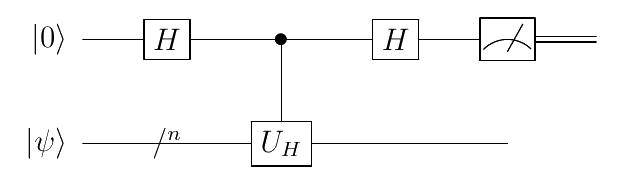 |0⟩ H H
n
|ψ⟩ U_H